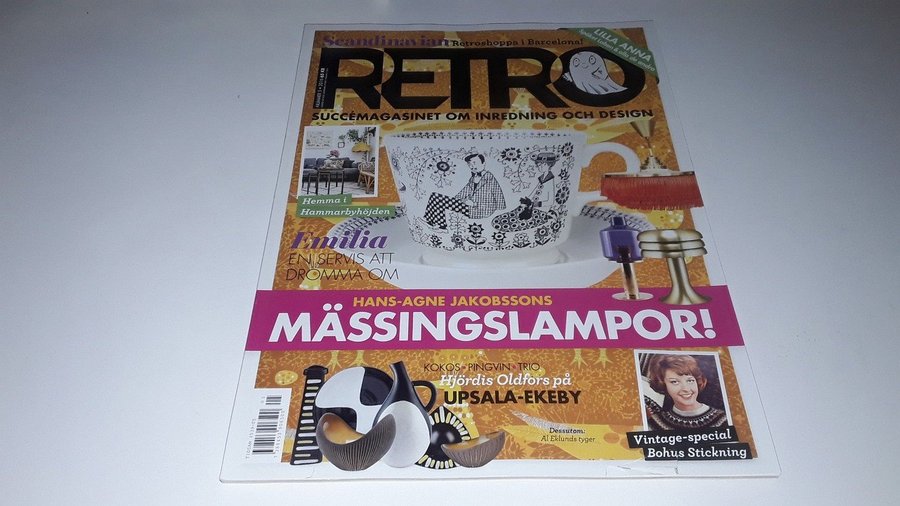 Scandinavian Retroshoppa i Barcelona!
LILLA ANNA
RETRO
SUCCÉMAGASINET OM INREDNING OCH DESIGN
Hemma i
Hammarbyhöjden
Emilia
EN SERVIS ATT
DRÖMMA OM
HANS-AGNE JAKOBSSONS
MÄSSINGSLAMPOR!
KOKOS • PINGVIN • TRIO
Hjördis Oldfors på
UPSALA-EKEBY
Dessutom:
Al Eklunds tyger
Vintage-special
Bohus Stickning